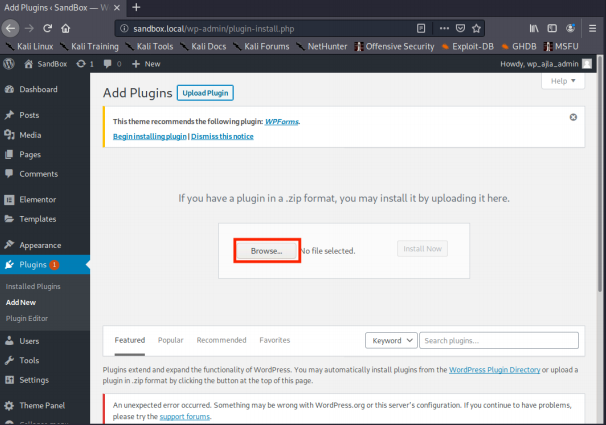 Add Plugins ‹ SandBox — W
sandbox.local/wp-admin/plugin-install.php
Kali Linux Kali Training Kali Tools Kali Docs Kali Forums NetHunter Offensive Security Exploit-DB GHDB MSFU
SandBox 1 0 New Howdy, wp_ajla_admin
Help
Dashboard
Posts
Media
Pages
Comments
Elementor
Templates
Appearance
Plugins 1
Installed Plugins
Add New
Plugin Editor
Users
Tools
Settings
Theme Panel
Collapse menu
Add Plugins Upload Plugin
This theme recommends the following plugin: WPForms.
Begin installing plugin | Dismiss this notice
If you have a plugin in a .zip format, you may install it by uploading it here.
Browse... No file selected. Install Now
Featured Popular Recommended Favorites Keyword Search plugins...
Plugins extend and expand the functionality of WordPress. You may automatically install plugins from the WordPress Plugin Directory or upload a
plugin in .zip format by clicking the button at the top of this page.
An unexpected error occurred. Something may be wrong with WordPress.org or this server's configuration. If you continue to have problems,
please try the support forums.